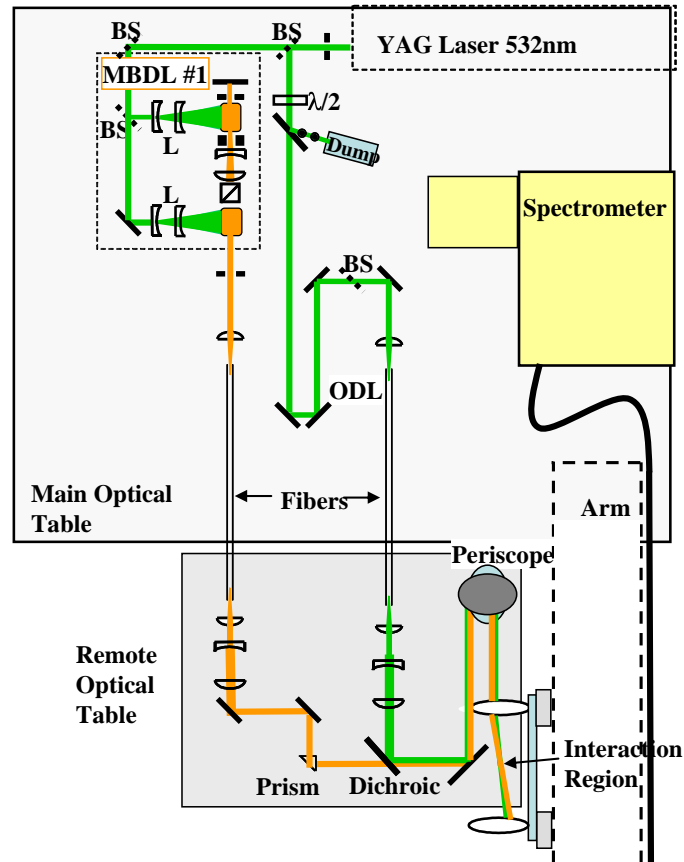 BS
BS
YAG Laser 532nm
MBDL #1
λ/2
BS
L
Dump
L
Spectrometer
BS
ODL
Main Optical
Table
Fibers
Arm
Periscope
Remote
Optical
Table
Interaction
Region
Prism
Dichroic